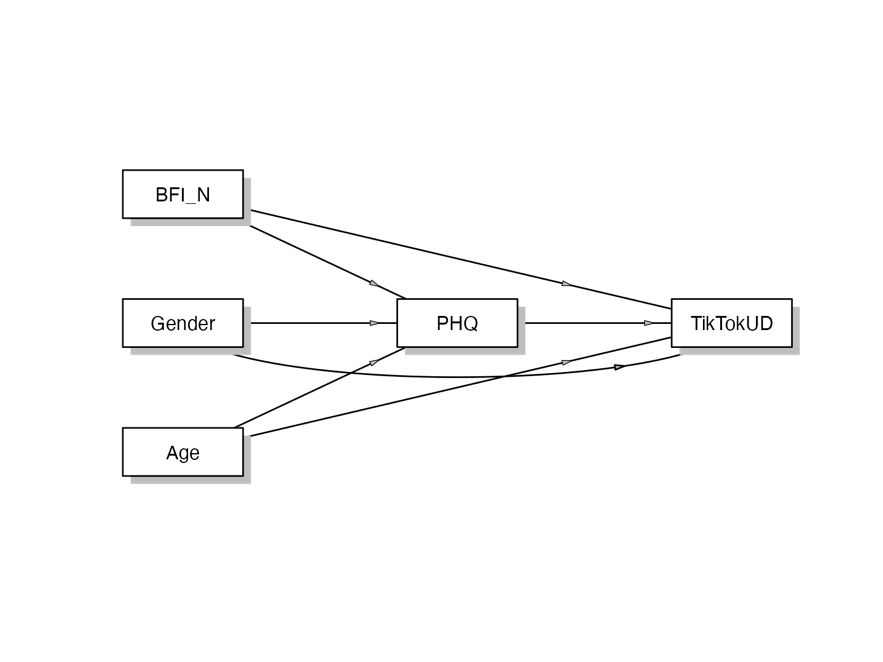 BFI_N
Gender
PHQ
TikTokUD
Age